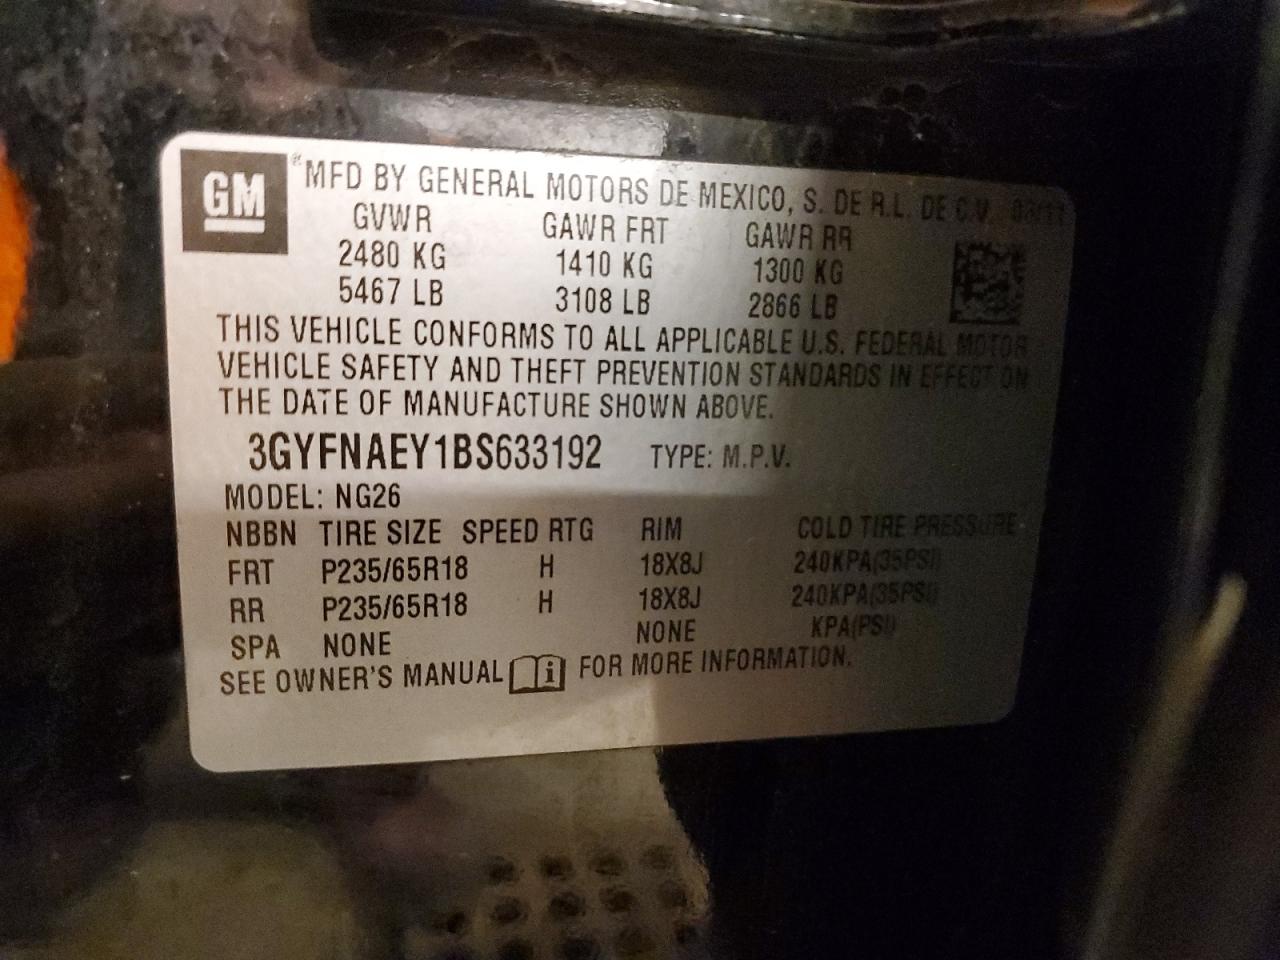 GM ® MFD BY GENERAL MOTORS DE MEXICO, S. DE R.L. DE C.V.
GVWR GAWR FRT GAWR RR
2480 KG 1410 KG 1300 KG
5467 LB 3108 LB 2866 LB
THIS VEHICLE CONFORMS TO ALL APPLICABLE U.S. FEDERAL MOTOR
VEHICLE SAFETY AND THEFT PREVENTION STANDARDS IN EFFECT ON
THE DATE OF MANUFACTURE SHOWN ABOVE.
3GYFNAEY1BS633192 TYPE: M.P.V.
MODEL: NG26
NBBN TIRE SIZE SPEED RTG RIM COLD TIRE PRESSURE
FRT P235/65R18 H 18X8J 240KPA(35PSI)
RR P235/65R18 H 18X8J 240KPA(35PSI)
SPA NONE NONE KPA(PSI)
SEE OWNER'S MANUAL i FOR MORE INFORMATION.